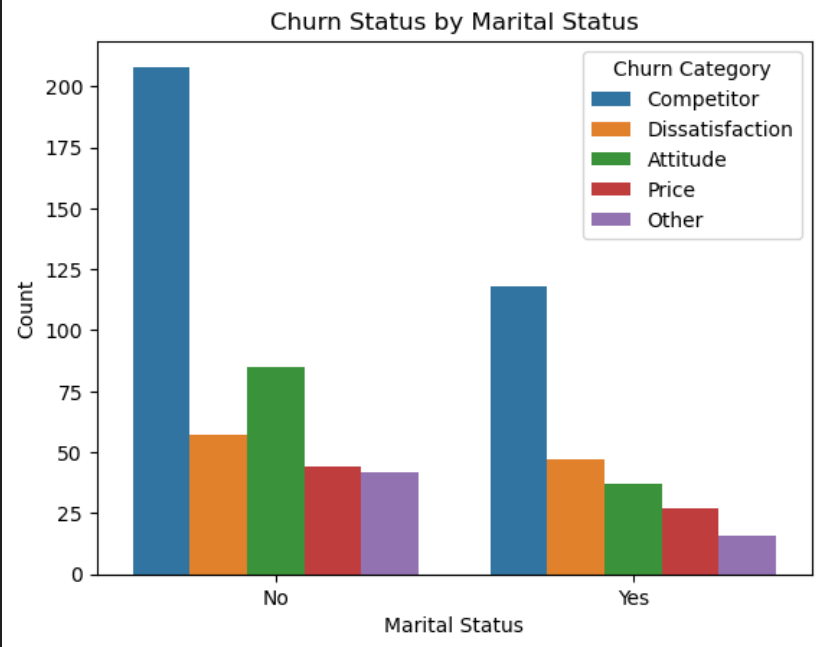 Churn Status by Marital Status
Churn Category
Competitor
Dissatisfaction
Attitude
Price
Other
Count
200
175
150
125
100
75
50
25
0
No
Yes
Marital Status